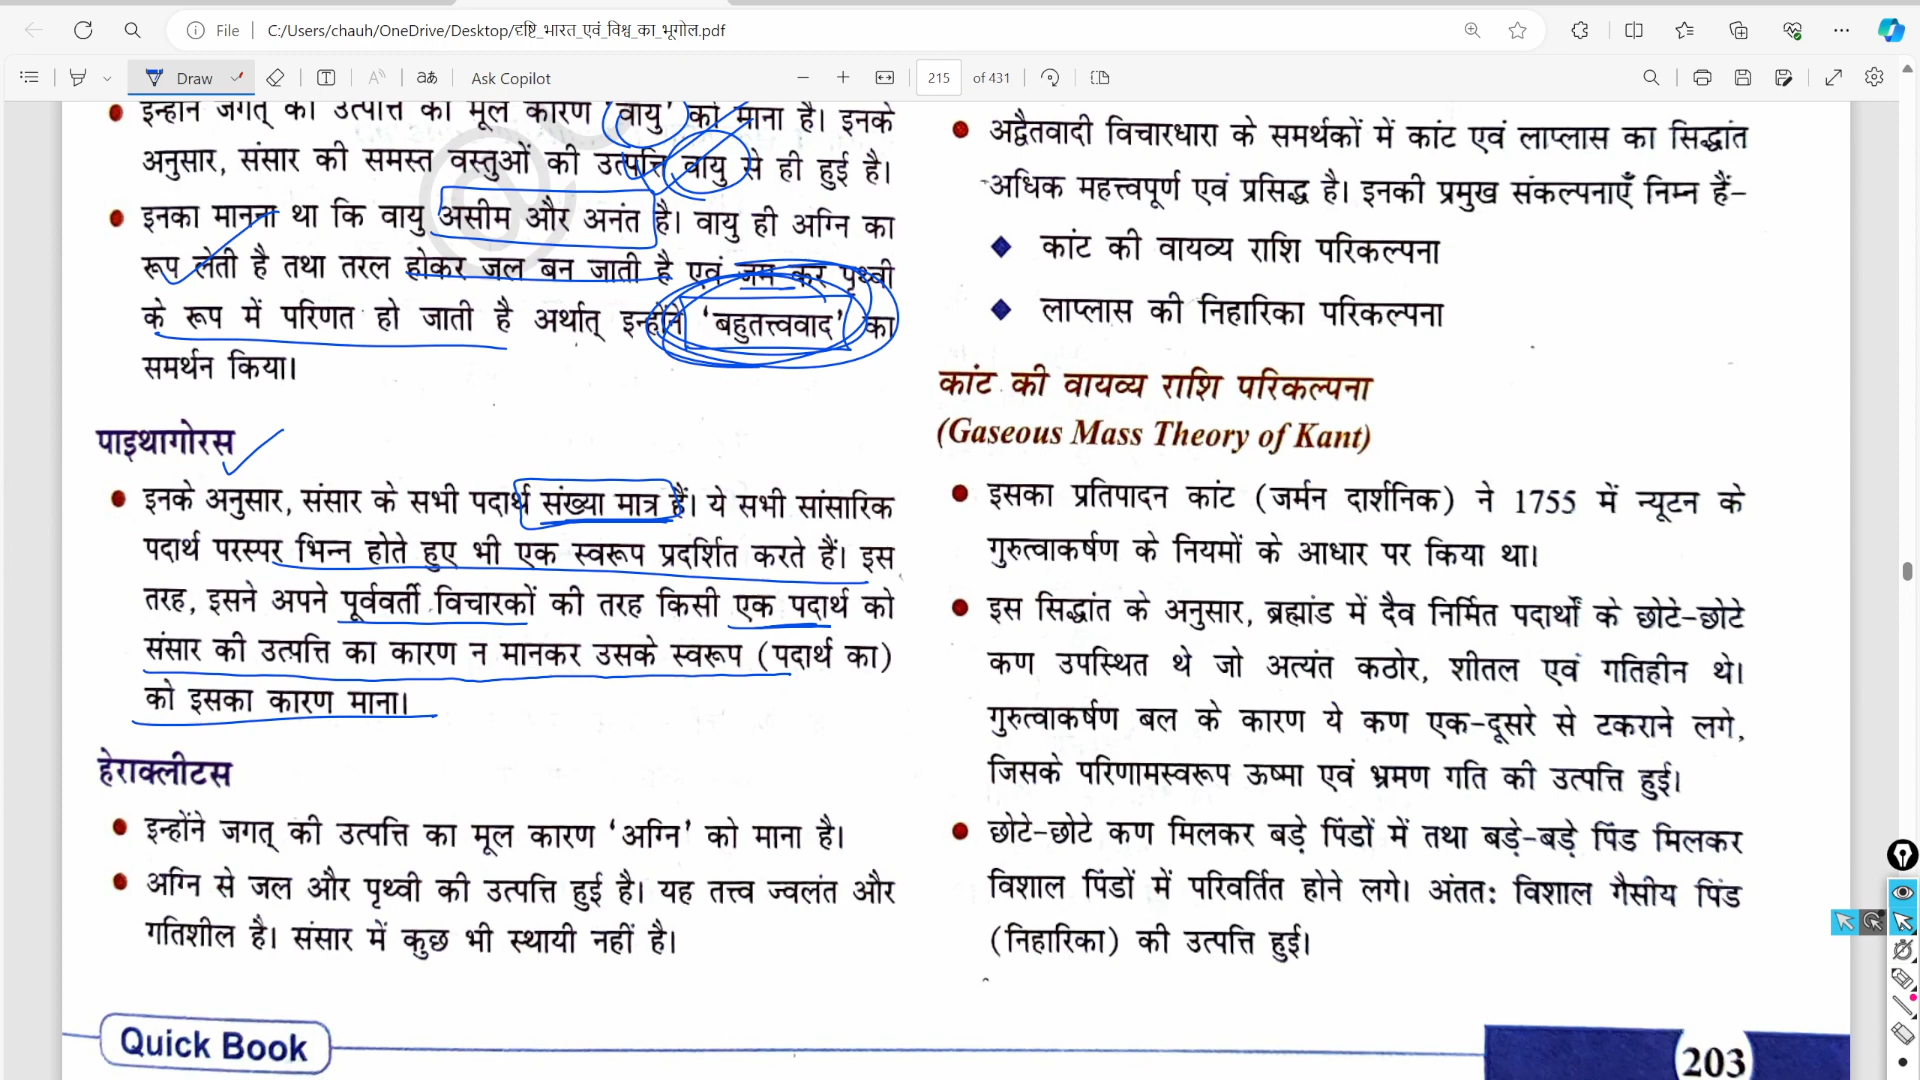 File C:/Users/chauh/OneDrive/Desktop/दृष्टि_भारत_एवं_विश्व_का_भूगोल.pdf
Draw
Ask Copilot
215 of 431
इन्होंने जगत् की उत्पत्ति का मूल कारण ‘वायु’ को माना है। इनके
अनुसार, संसार की समस्त वस्तुओं की उत्पत्ति वायु से ही हुई है।
इनका मानना था कि वायु असीम और अनंत है। वायु ही अग्नि का
रूप लेती है तथा तरल होकर जल बन जाती है एवं जम कर पृथ्वी
के रूप में परिणत हो जाती है अर्थात् इन्होंने ‘बहुतत्त्ववाद’ का
समर्थन किया।
पाइथागोरस
इनके अनुसार, संसार के सभी पदार्थ संख्या मात्र हैं। ये सभी सांसारिक
पदार्थ परस्पर भिन्न होते हुए भी एक स्वरूप प्रदर्शित करते हैं। इस
तरह, इसने अपने पूर्ववर्ती विचारकों की तरह किसी एक पदार्थ को
संसार की उत्पत्ति का कारण न मानकर उसके स्वरूप (पदार्थ का)
को इसका कारण माना।
हेराक्लीटस
इन्होंने जगत् की उत्पत्ति का मूल कारण ‘अग्नि’ को माना है।
अग्नि से जल और पृथ्वी की उत्पत्ति हुई है। यह तत्त्व ज्वलंत और
गतिशील है। संसार में कुछ भी स्थायी नहीं है।
अद्वैतवादी विचारधारा के समर्थकों में कांट एवं लाप्लास का सिद्धांत
अधिक महत्त्वपूर्ण एवं प्रसिद्ध है। इनकी प्रमुख संकल्पनाएँ निम्न हैं-
कांट की वायव्य राशि परिकल्पना
लाप्लास की निहारिका परिकल्पना
कांट की वायव्य राशि परिकल्पना
(Gaseous Mass Theory of Kant)
इसका प्रतिपादन कांट (जर्मन दार्शनिक) ने 1755 में न्यूटन के
गुरुत्वाकर्षण के नियमों के आधार पर किया था।
इस सिद्धांत के अनुसार, ब्रह्मांड में दैव निर्मित पदार्थों के छोटे-छोटे
कण उपस्थित थे जो अत्यंत कठोर, शीतल एवं गतिहीन थे।
गुरुत्वाकर्षण बल के कारण ये कण एक-दूसरे से टकराने लगे,
जिसके परिणामस्वरूप ऊष्मा एवं भ्रमण गति की उत्पत्ति हुई।
छोटे-छोटे कण मिलकर बड़े पिंडों में तथा बड़े-बड़े पिंड मिलकर
विशाल पिंडों में परिवर्तित होने लगे। अंततः विशाल गैसीय पिंड
(निहारिका) की उत्पत्ति हुई।
Quick Book
203